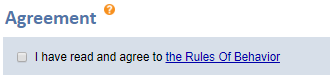 Agreement ?
I have read and agree to the Rules Of Behavior